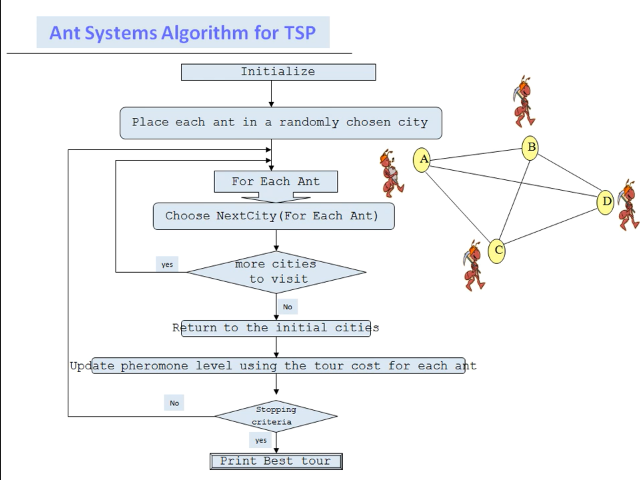 Ant Systems Algorithm for TSP
Initialize
Place each ant in a randomly chosen city
For Each Ant
Choose NextCity(For Each Ant)
yes
more cities
to visit
No
Return to the initial cities
Update pheromone level using the tour cost for each ant
No
Stopping
criteria
yes
Print Best tour
A
B
D
C